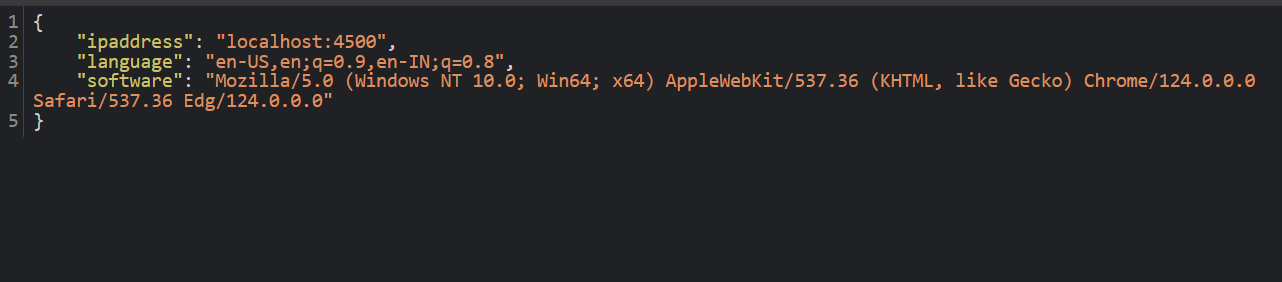 1 {
2     "ipaddress": "localhost:4500",
3     "language": "en-US,en;q=0.9,en-IN;q=0.8",
4     "software": "Mozilla/5.0 (Windows NT 10.0; Win64; x64) AppleWebKit/537.36 (KHTML, like Gecko) Chrome/124.0.0.0
Safari/537.36 Edg/124.0.0.0"
5 }